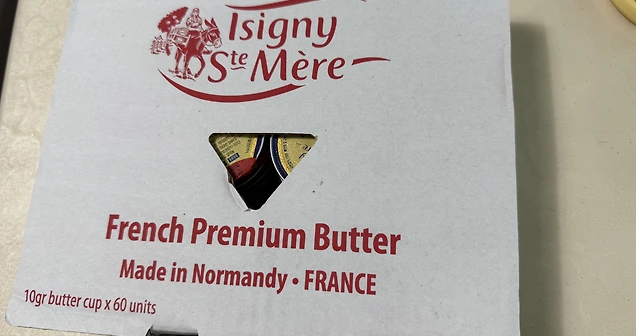 Isigny
Ste Mère
French Premium Butter
Made in Normandy • FRANCE
10gr butter cup x 60 units